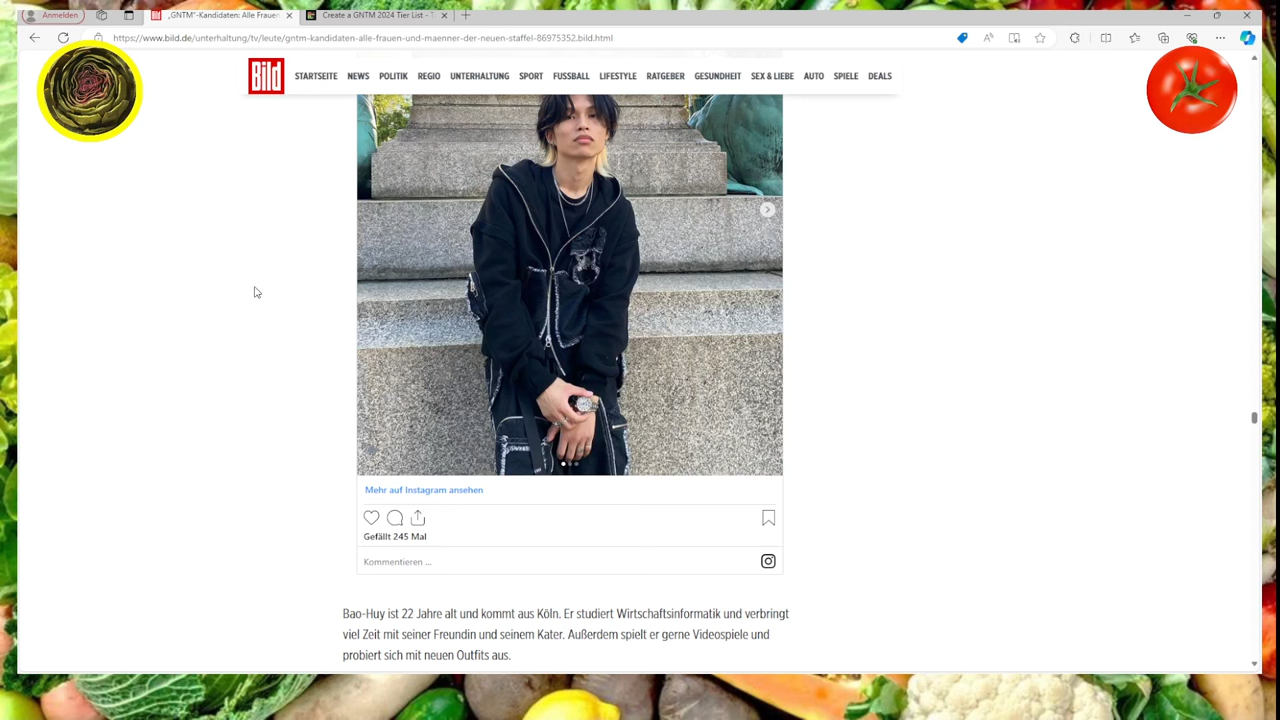 Anmelden
„GNTM“-Kandidaten: Alle Frauen
Create a GNTM 2024 Tier List - T
https://www.bild.de/unterhaltung/tv/leute/gntm-kandidaten-alle-frauen-und-maenner-der-neuen-staffel-86975352.bild.html
Bild
STARTSEITE NEWS POLITIK REGIO UNTERHALTUNG SPORT FUSSBALL LIFESTYLE RATGEBER GESUNDHEIT SEX & LIEBE AUTO SPIELE DEALS
Mehr auf Instagram ansehen
Gefällt 245 Mal
Kommentieren ...
Bao-Huy ist 22 Jahre alt und kommt aus Köln. Er studiert Wirtschaftsinformatik und verbringt
viel Zeit mit seiner Freundin und seinem Kater. Außerdem spielt er gerne Videospiele und
probiert sich mit neuen Outfits aus.